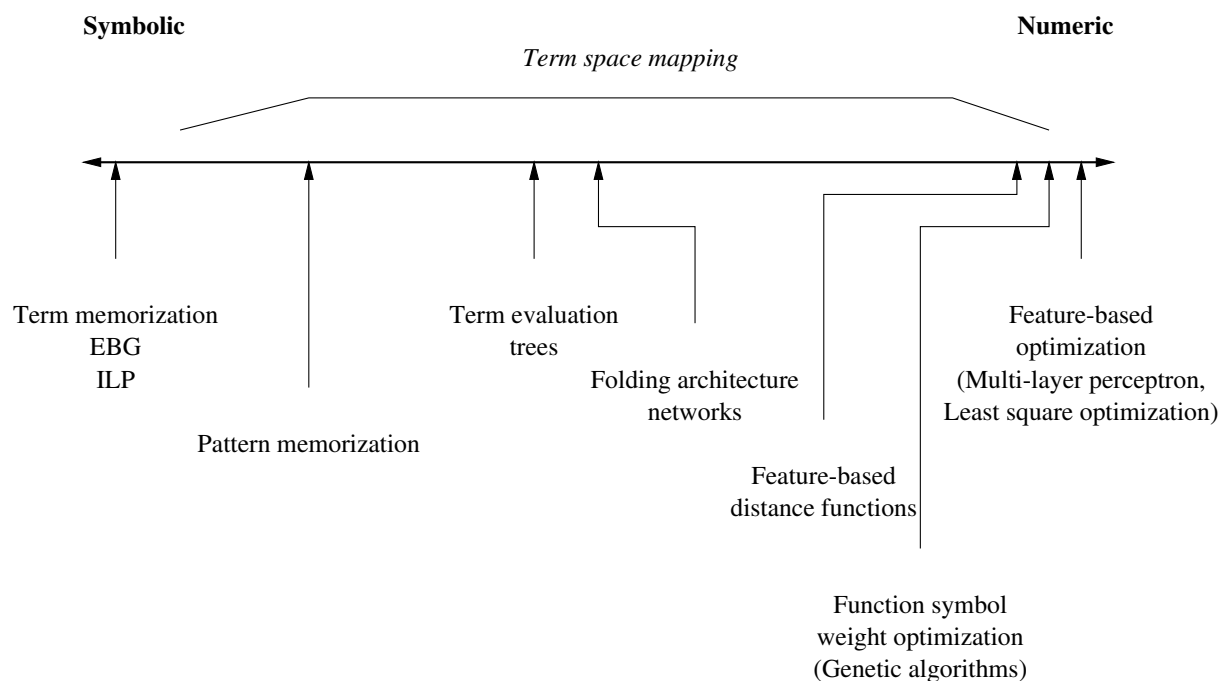 Symbolic
Numeric
Term space mapping
Term memorization
EBG
ILP
Pattern memorization
Term evaluation
trees
Folding architecture
networks
Feature-based
distance functions
Function symbol
weight optimization
(Genetic algorithms)
Feature-based
optimization
(Multi-layer perceptron,
Least square optimization)